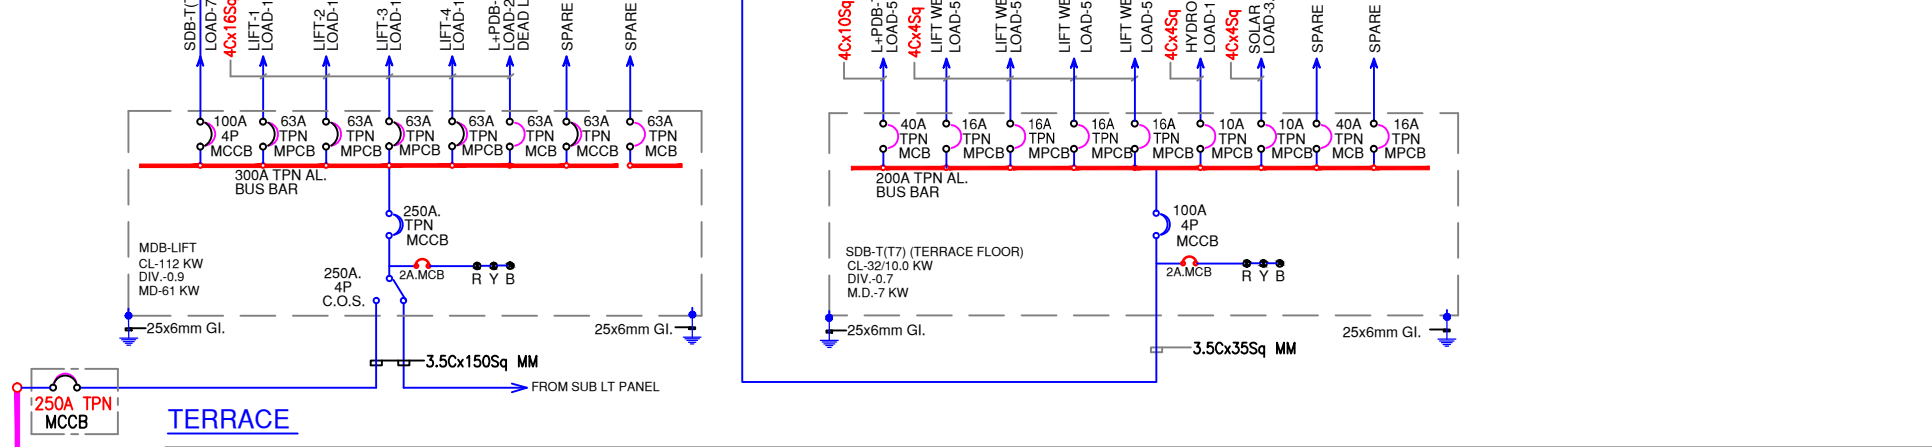 SDB-T(T
LOAD-7
4Cx16Sq
LIFT-1
LOAD-1
LIFT-2
LOAD-1
LIFT-3
LOAD-1
LIFT-4
LOAD-1
L+PDB-
LOAD-2
DEAD L
SPARE
SPARE
100A
4P
MCCB
63A
TPN
MPCB
63A
TPN
MPCB
63A
TPN
MPCB
63A
TPN
MPCB
63A
TPN
MCB
63A
TPN
MCCB
63A
TPN
MCB
300A TPN AL.
BUS BAR
250A.
TPN
MCCB
MDB-LIFT
CL-112 KW
DIV.-0.9
MD-61 KW
250A.
4P
C.O.S.
2A.MCB
R Y B
25x6mm GI.
25x6mm GI.
3.5Cx150Sq MM
FROM SUB LT PANEL
250A TPN
MCCB
TERRACE
4Cx10Sq
L+PDB-
LOAD-5
4Cx4Sq
LIFT WE
LOAD-5
LIFT WE
LOAD-5
LIFT WE
LOAD-5
LIFT WE
LOAD-5
4Cx4Sq
HYDRO
LOAD-1
4Cx4Sq
SOLAR
LOAD-3.
SPARE
SPARE
40A
TPN
MCB
16A
TPN
MPCB
16A
TPN
MPCB
16A
TPN
MPCB
16A
TPN
MPCB
10A
TPN
MPCB
10A
TPN
MPCB
40A
TPN
MCB
16A
TPN
MPCB
200A TPN AL.
BUS BAR
100A
4P
MCCB
SDB-T(T7) (TERRACE FLOOR)
CL-32/10.0 KW
DIV.-0.7
M.D.-7 KW
2A.MCB
R Y B
25x6mm GI.
25x6mm GI.
3.5Cx35Sq MM